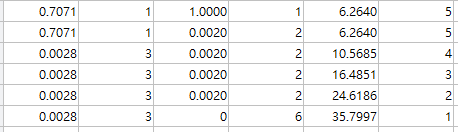 0.7071 1 1.0000 1 6.2640 5
0.7071 1 0.0020 2 6.2640 5
0.0028 3 0.0020 2 10.5685 4
0.0028 3 0.0020 2 16.4851 3
0.0028 3 0.0020 2 24.6186 2
0.0028 3 0 6 35.7997 1